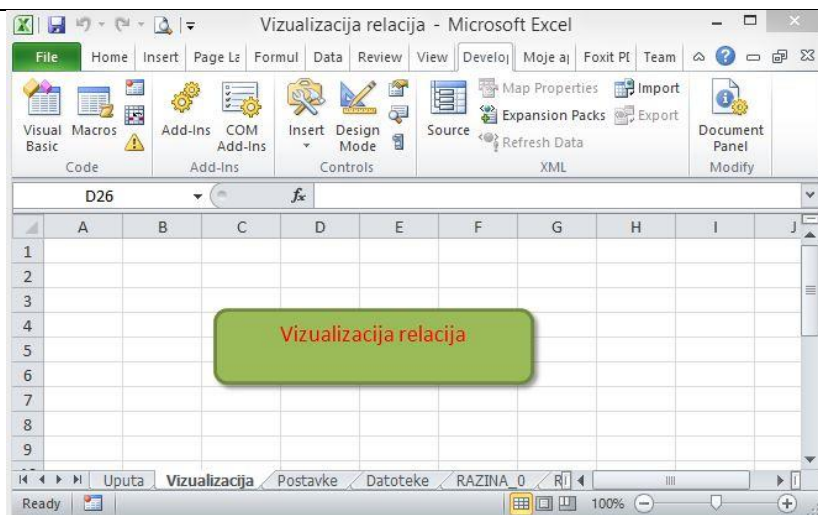 Vizualizacija relacija - Microsoft Excel
File Home Insert Page La Formul Data Review View Develo Moje a Foxit PI Team
Visual Basic Macros Add-Ins COM Add-Ins Insert Design Mode Source Map Properties Import
Expansion Packs Export
Refresh Data Document Panel
Code Add-Ins Controls XML Modify
D26 fx
A B C D E F G H I J
1
2
3
4
Vizualizacija relacija
5
6
7
8
9
Uputa Vizualizacija Postavke Datoteke RAZINA_0
Ready 100%